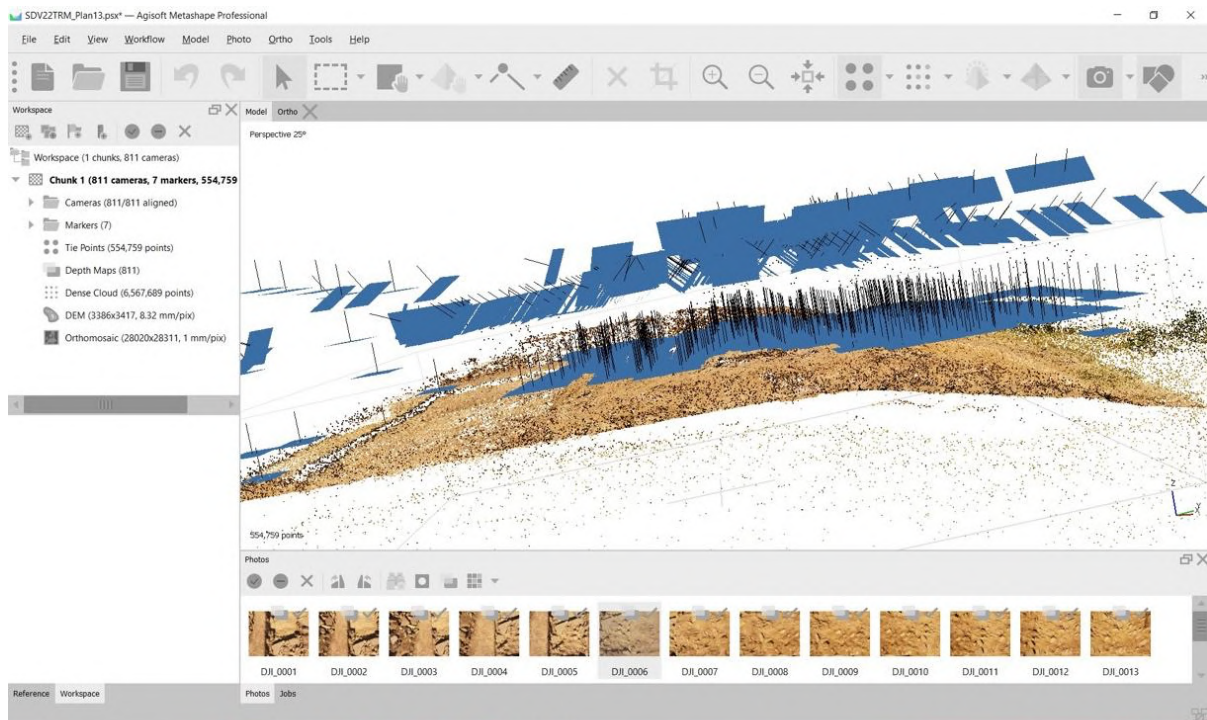 SDV22TRM_Plan13.psx* — Agisoft Metashape Professional
File Edit View Workflow Model Photo Ortho Tools Help
Workspace
Model Ortho
Perspective 25°
Workspace (1 chunks, 811 cameras)
Chunk 1 (811 cameras, 7 markers, 554,759
Cameras (811/811 aligned)
Markers (7)
Tie Points (554,759 points)
Depth Maps (811)
Dense Cloud (6,567,689 points)
DEM (3386x3417, 8.32 mm/pix)
Orthomosaic (28020x28311, 1 mm/pix)
Z
X
554,759 points
Photos
DJI_0001 DJI_0002 DJI_0003 DJI_0004 DJI_0005 DJI_0006 DJI_0007 DJI_0008 DJI_0009 DJI_0010 DJI_0011 DJI_0012 DJI_0013
Reference Workspace
Photos Jobs